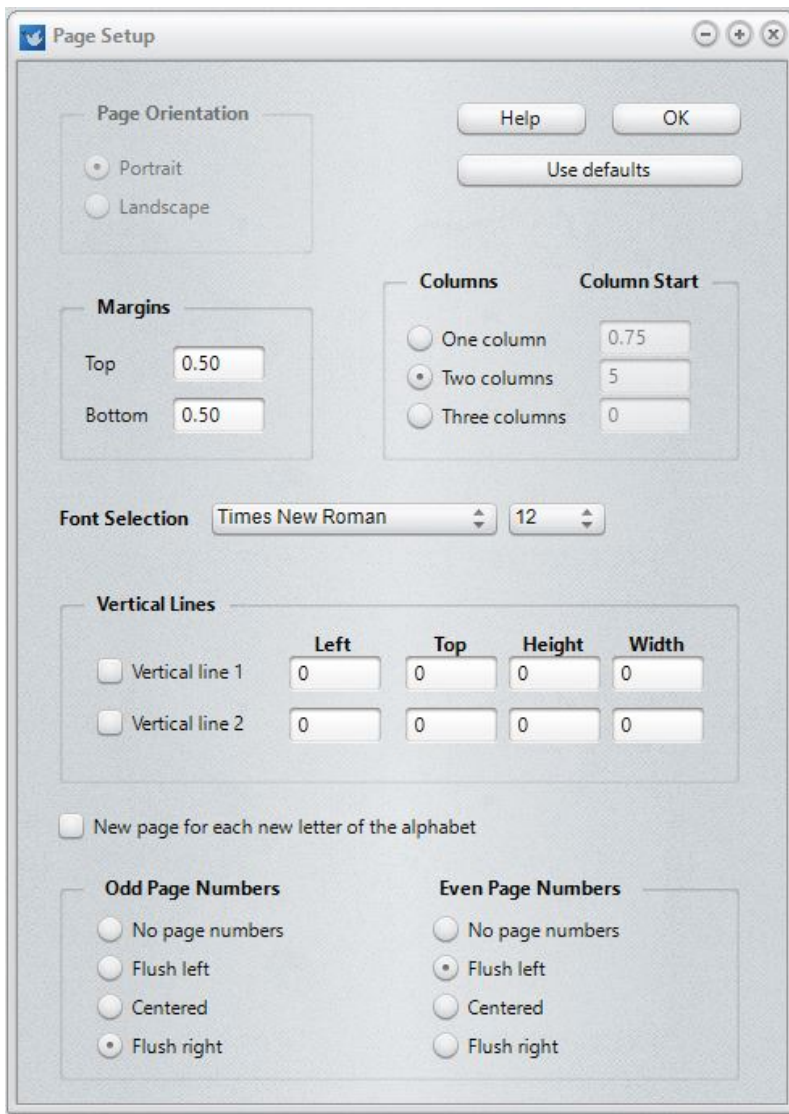 Page Setup
Page Orientation
Portrait
Landscape
Help OK
Use defaults
Margins
Top 0.50
Bottom 0.50
Columns Column Start
One column 0.75
Two columns 5
Three columns 0
Font Selection Times New Roman 12
Vertical Lines
Left Top Height Width
Vertical line 1 0 0 0 0
Vertical line 2 0 0 0 0
New page for each new letter of the alphabet
Odd Page Numbers
No page numbers
Flush left
Centered
Flush right
Even Page Numbers
No page numbers
Flush left
Centered
Flush right